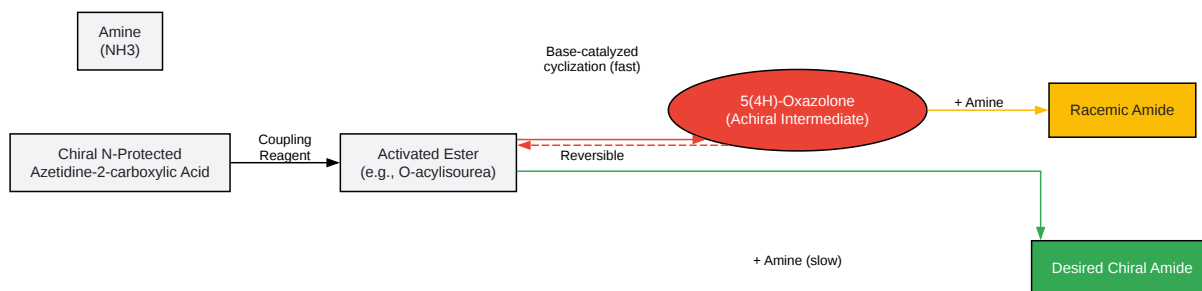 Amine
(NH3)
Base-catalyzed
cyclization (fast)
5(4H)-Oxazolone
(Achiral Intermediate)
+ Amine
Racemic Amide
Chiral N-Protected
Azetidine-2-carboxylic Acid
Coupling
Reagent
Activated Ester
(e.g., O-acylisourea)
Reversible
+ Amine (slow)
Desired Chiral Amide